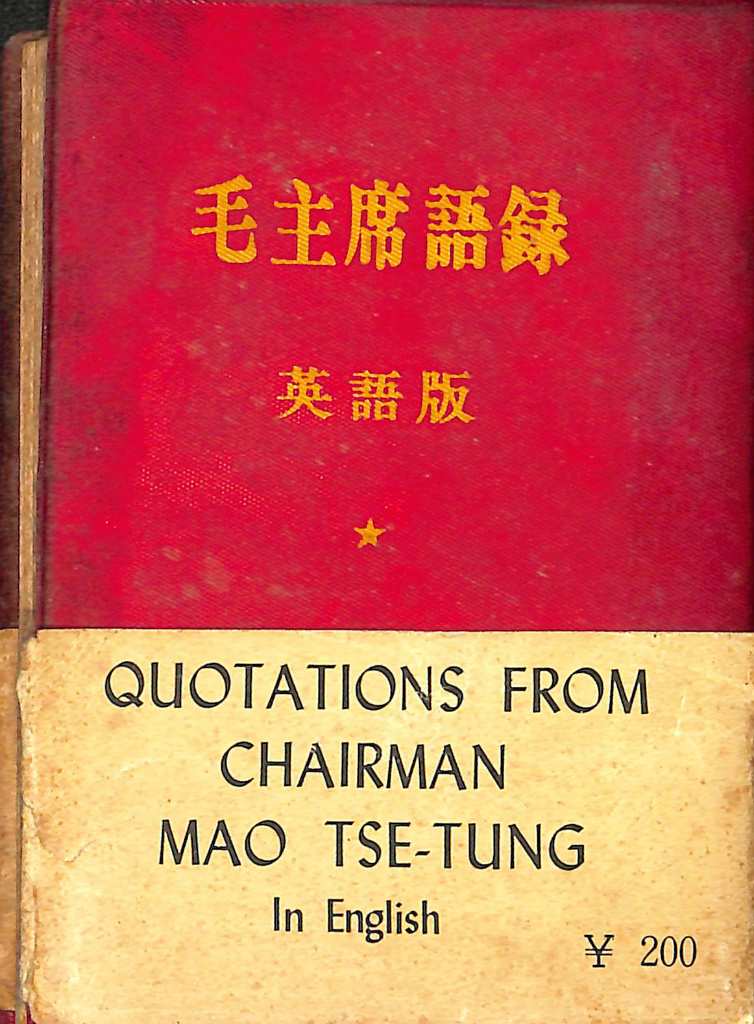 毛主席語録
英語版
QUOTATIONS FROM
CHAIRMAN
MAO TSE-TUNG
In English
¥ 200